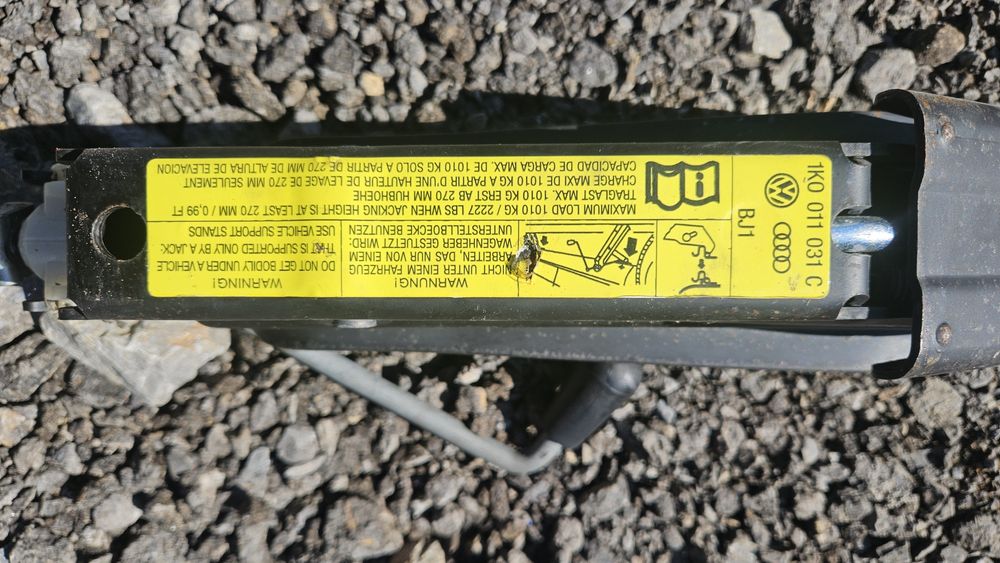 1K0 011 031 C
BJ1
WARNUNG!
NICHT UNTER EINEM FAHRZEUG
ARBEITEN, DAS NUR VON EINEM
WAGENHEBER GESTUETZT WIRD:
UNTERSTELLBOECKE BENUTZEN
WARNING!
DO NOT GET BODILY UNDER A VEHICLE
THAT IS SUPPORTED ONLY BY A JACK:
USE VEHICLE SUPPORT STANDS
MAXIMUM LOAD 1010 KG / 2227 LBS WHEN JACKING HEIGHT IS AT LEAST 270 MM / 0,99 FT
TRAGLAST MAX. 1010 KG ERST AB 270 MM HUBHOEHE
CHARGE MAXI DE 1010 KG A PARTIR D'UNE HAUTEUR DE LEVAGE DE 270 MM SEULEMENT
CAPACIDAD DE CARGA MAX. DE 1010 KG SOLO A PARTIR DE 270 MM DE ALTURA DE ELEVACION